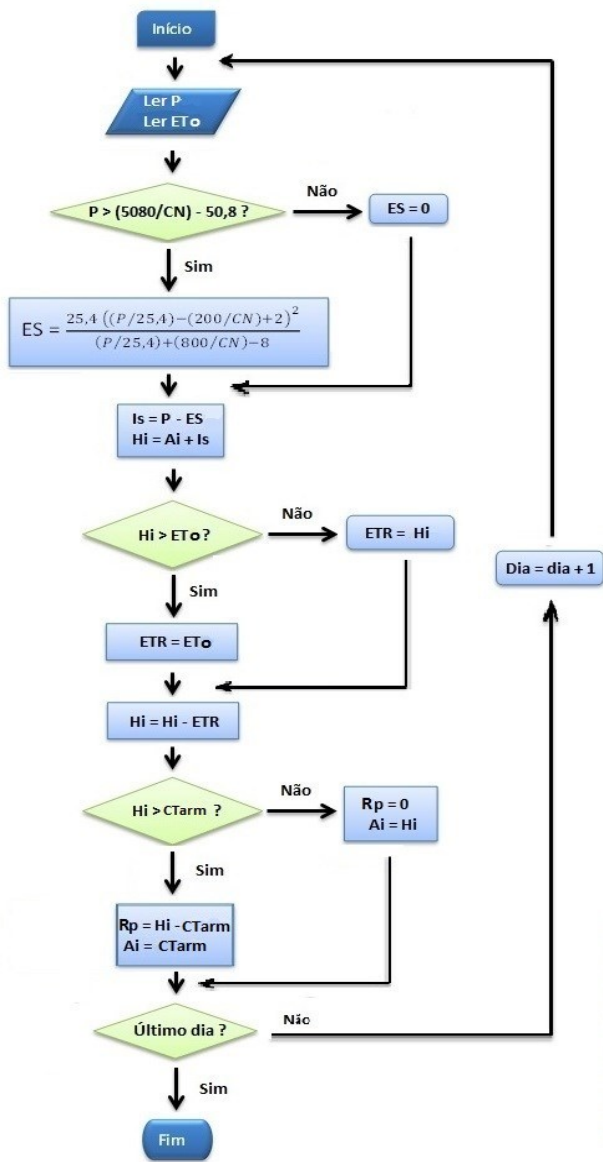 Início
Ler P
Ler ETo
P > (5080/CN) - 50,8 ?
Não
ES = 0
Sim
ES = 25,4 ((P/25,4)−(200/CN)+2)² / (P/25,4)+(800/CN)−8
Is = P - ES
Hi = Ai + Is
Hi > ETo ?
Não
ETR = Hi
Dia = dia + 1
Sim
ETR = ETo
Hi = Hi - ETR
Hi > CTarm ?
Não
Rp = 0
Ai = Hi
Sim
Rp = Hi - CTarm
Ai = CTarm
Último dia ?
Não
Sim
Fim